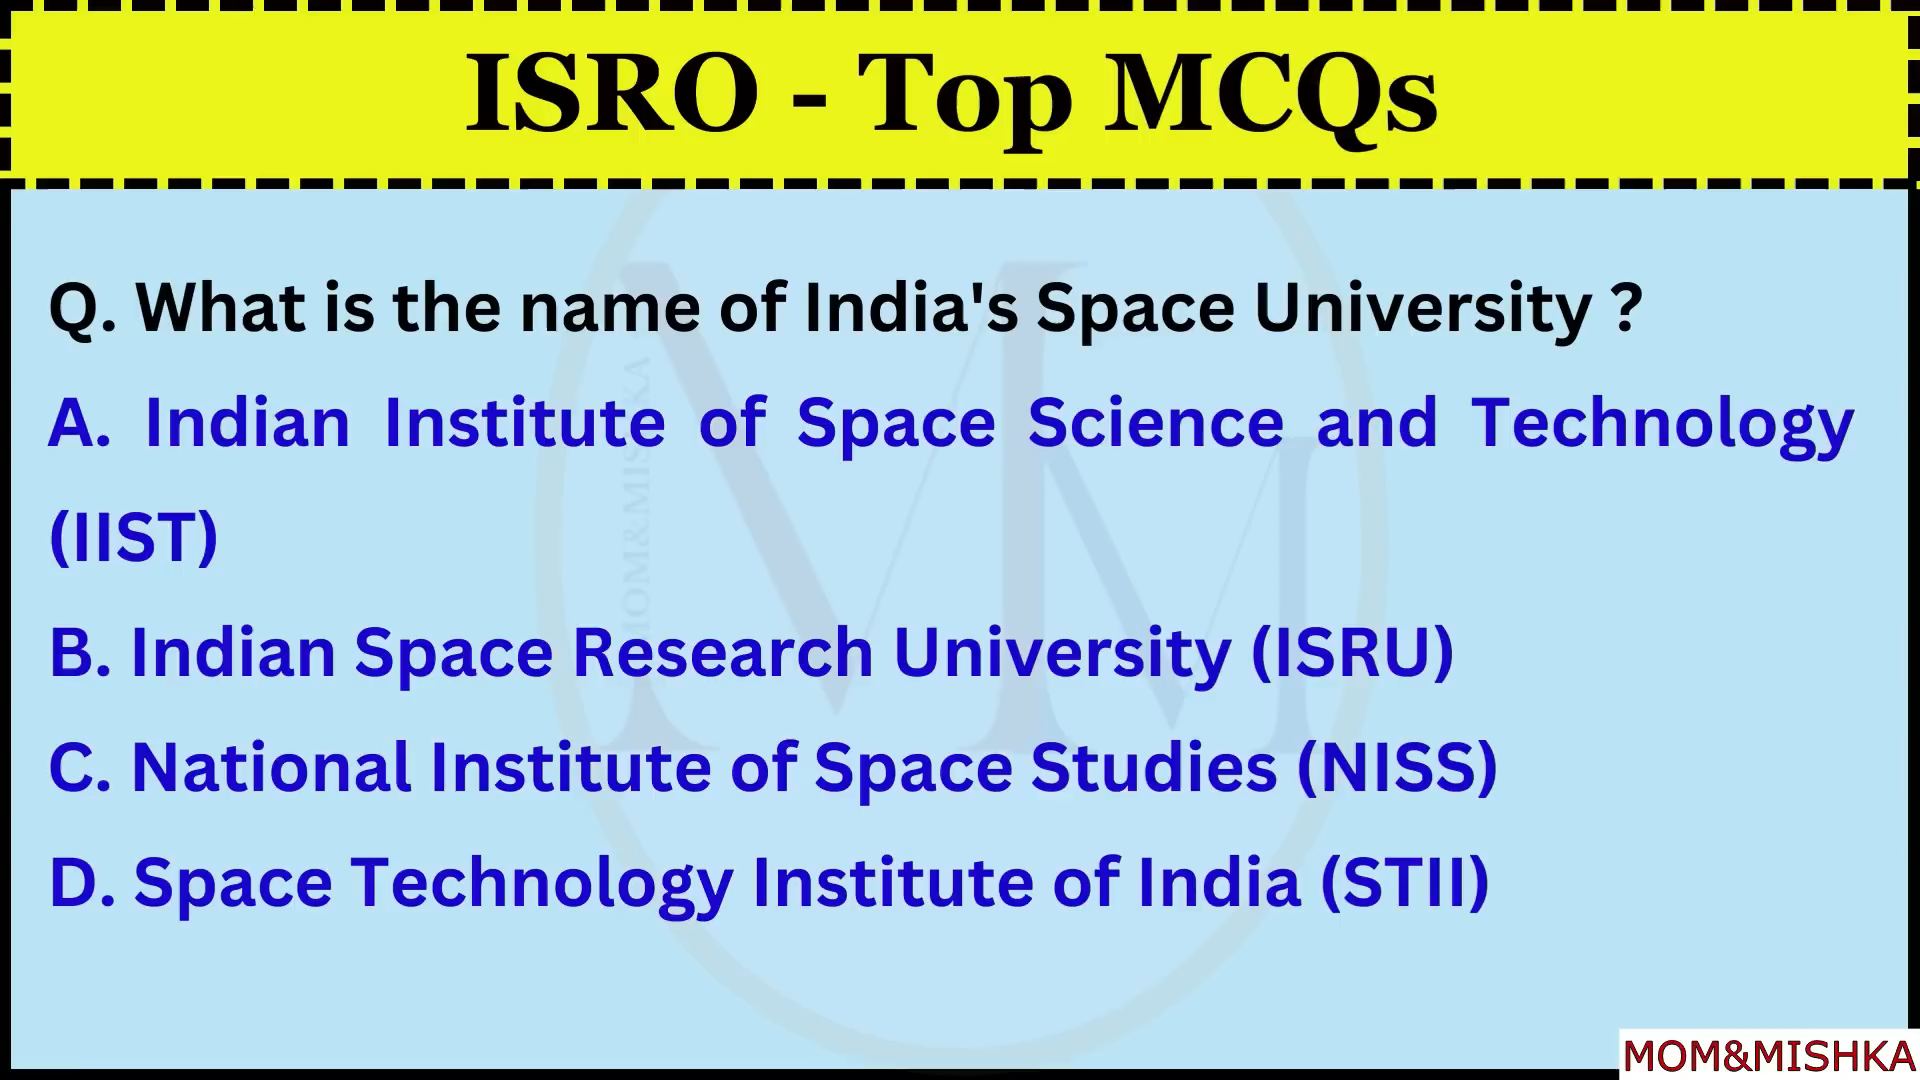 ISRO - Top MCQs
Q. What is the name of India's Space University ?
A. Indian Institute of Space Science and Technology
(IIST)
B. Indian Space Research University (ISRU)
C. National Institute of Space Studies (NISS)
D. Space Technology Institute of India (STII)
MOM&MISHKA
MOM&MISHKA